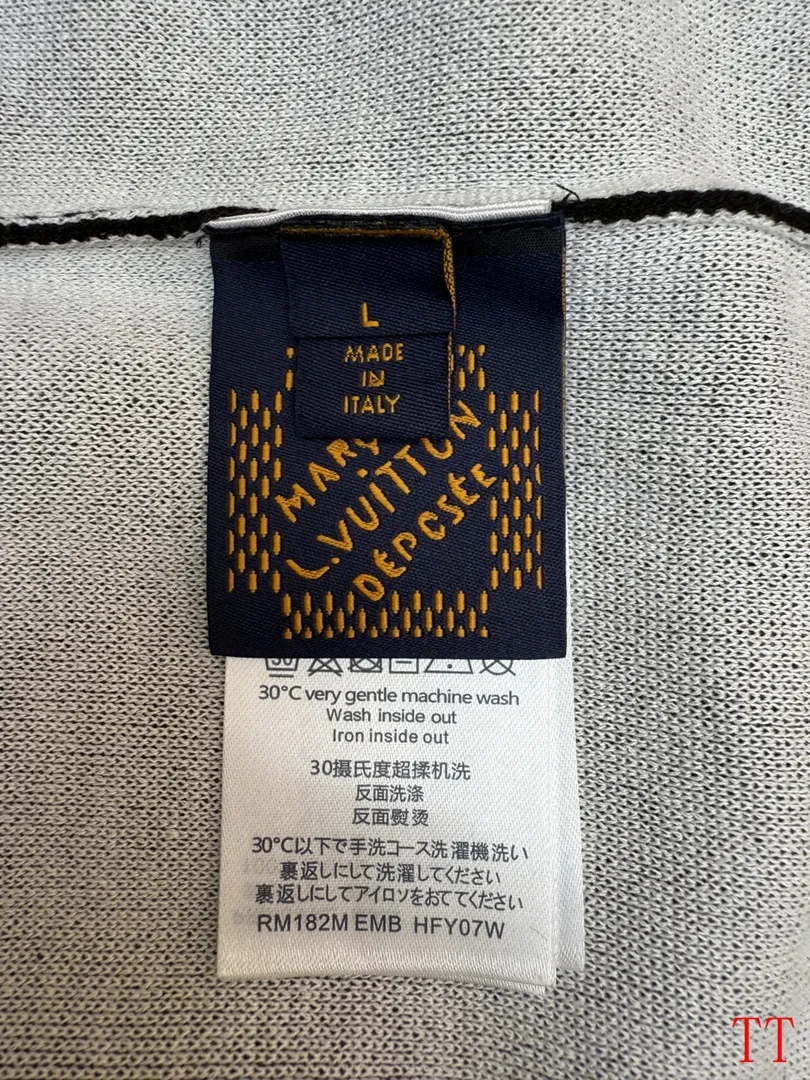 L
MADE
IN
ITALY
MARQ
L.VUITTON
DÉPOSÉE
30°C very gentle machine wash
Wash inside out
Iron inside out
30摄氏度超揉机洗
反面洗涤
反面熨烫
30°C以下で手洗コース洗濯機洗い
裏返しにして洗濯してください
裏返しにしてアイロソをおててください
RM182M EMB HFY07W
TT